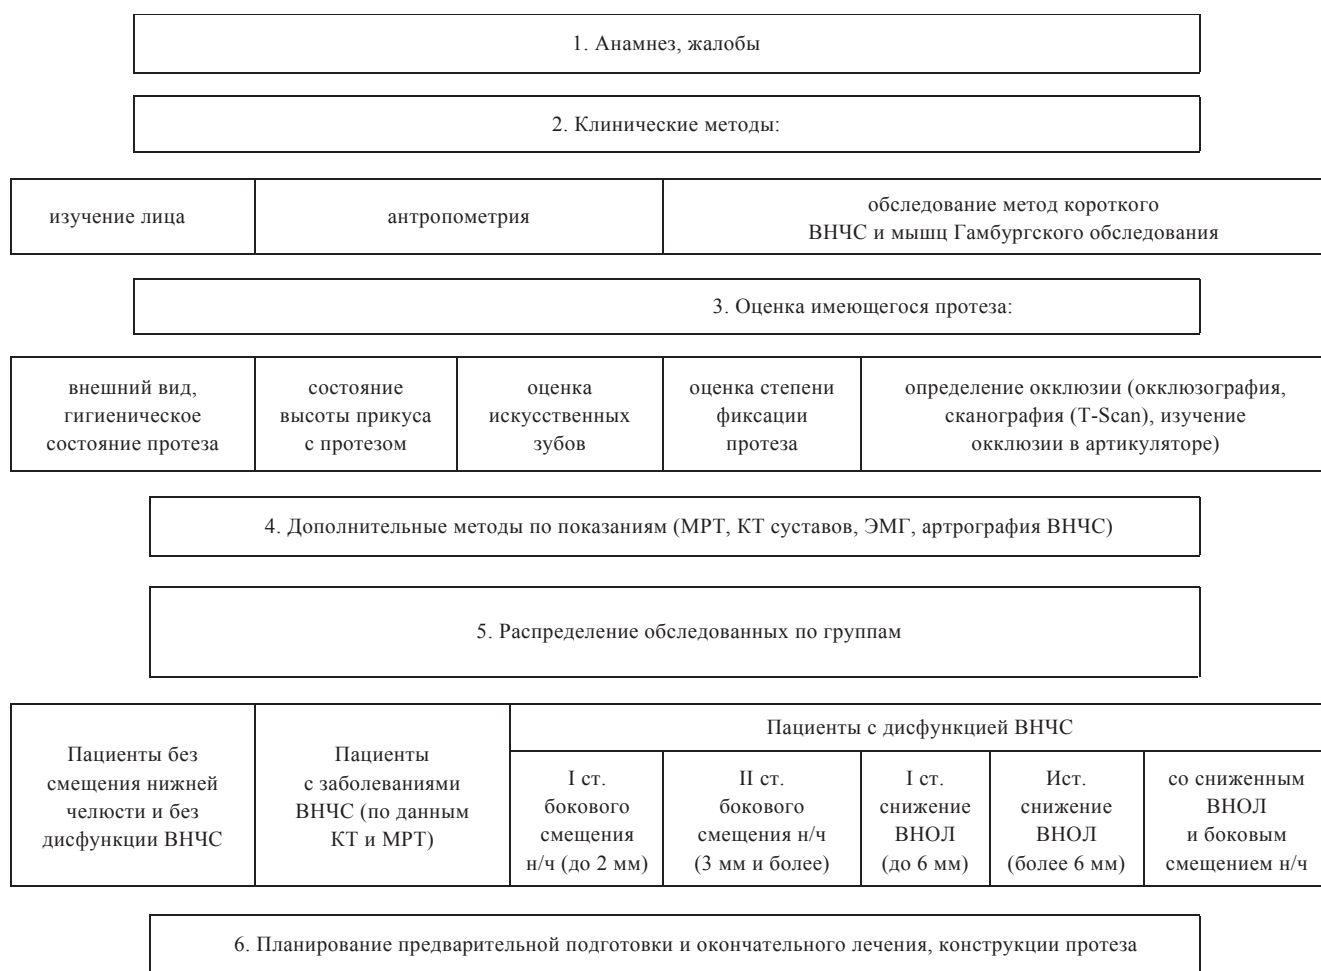 1. Анамнез, жалобы
2. Клинические методы:
изучение лица
антропометрия
обследование метод короткого
ВНЧС и мышц Гамбургского обследования
3. Оценка имеющегося протеза:
внешний вид,
гигиеническое
состояние протеза
состояние
высоты прикуса
с протезом
оценка
искусственных
зубов
оценка степени
фиксации
протеза
определение окклюзии (окклюзография,
сканография (T-Scan), изучение
окклюзии в артикуляторе)
4. Дополнительные методы по показаниям (МРТ, КТ суставов, ЭМГ, артрография ВНЧС)
5. Распределение обследованных по группам
Пациенты без
смещения нижней
челюсти и без
дисфункции ВНЧС
Пациенты
с заболеваниями
ВНЧС (по данным
КТ и МРТ)
Пациенты с дисфункцией ВНЧС
I ст.
бокового
смещения
н/ч (до 2 мм)
II ст.
бокового
смещения н/ч
(3 мм и более)
I ст.
снижение
ВНОЛ
(до 6 мм)
Ист.
снижение
ВНОЛ
(более 6 мм)
со сниженным
ВНОЛ
и боковым
смещением н/ч
6. Планирование предварительной подготовки и окончательного лечения, конструкции протеза